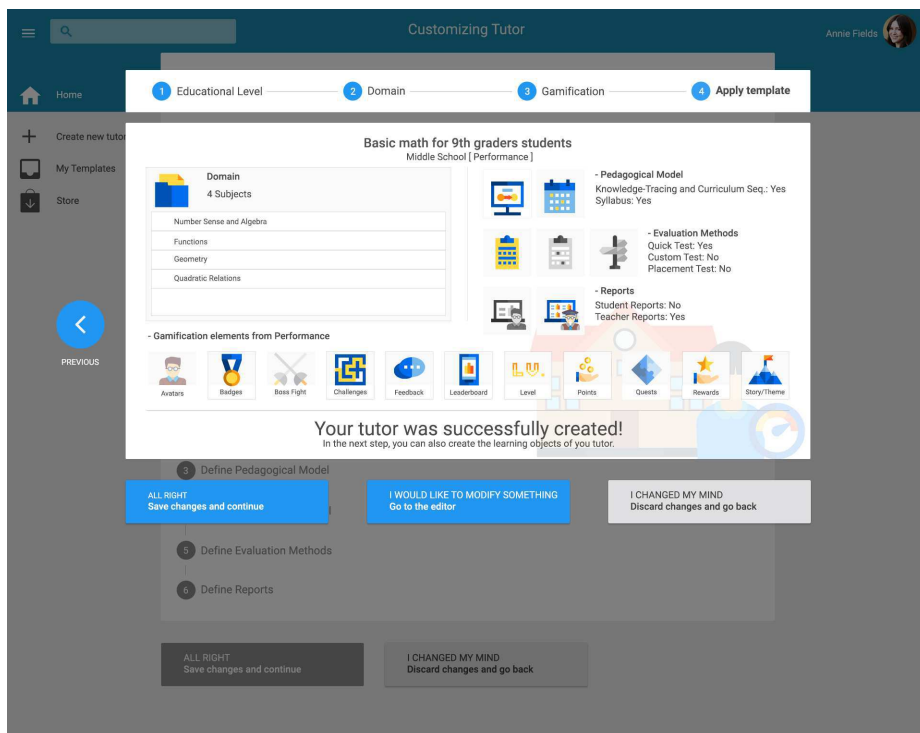 Customizing Tutor
Annie Fields
Home
Create new tutor
My Templates
Store
PREVIOUS
1 Educational Level
2 Domain
3 Gamification
4 Apply template
Basic math for 9th graders students
Middle School [ Performance ]
Domain
4 Subjects
Number Sense and Algebra
Functions
Geometry
Quadratic Relations
- Pedagogical Model
Knowledge-Tracing and Curriculum Seq.: Yes
Syllabus: Yes
- Evaluation Methods
Quick Test: Yes
Custom Test: No
Placement Test: No
- Reports
Student Reports: No
Teacher Reports: Yes
- Gamification elements from Performance
LV.
Avatars
Badges
Boss Fight
Challenges
Feedback
Leaderboard
Level
Points
Quests
Rewards
Story/Theme
Your tutor was successfully created!
In the next step, you can also create the learning objects of you tutor.
3 Define Pedagogical Model
ALL RIGHT
Save changes and continue
I WOULD LIKE TO MODIFY SOMETHING
Go to the editor
I CHANGED MY MIND
Discard changes and go back
5 Define Evaluation Methods
6 Define Reports
ALL RIGHT
Save changes and continue
I CHANGED MY MIND
Discard changes and go back